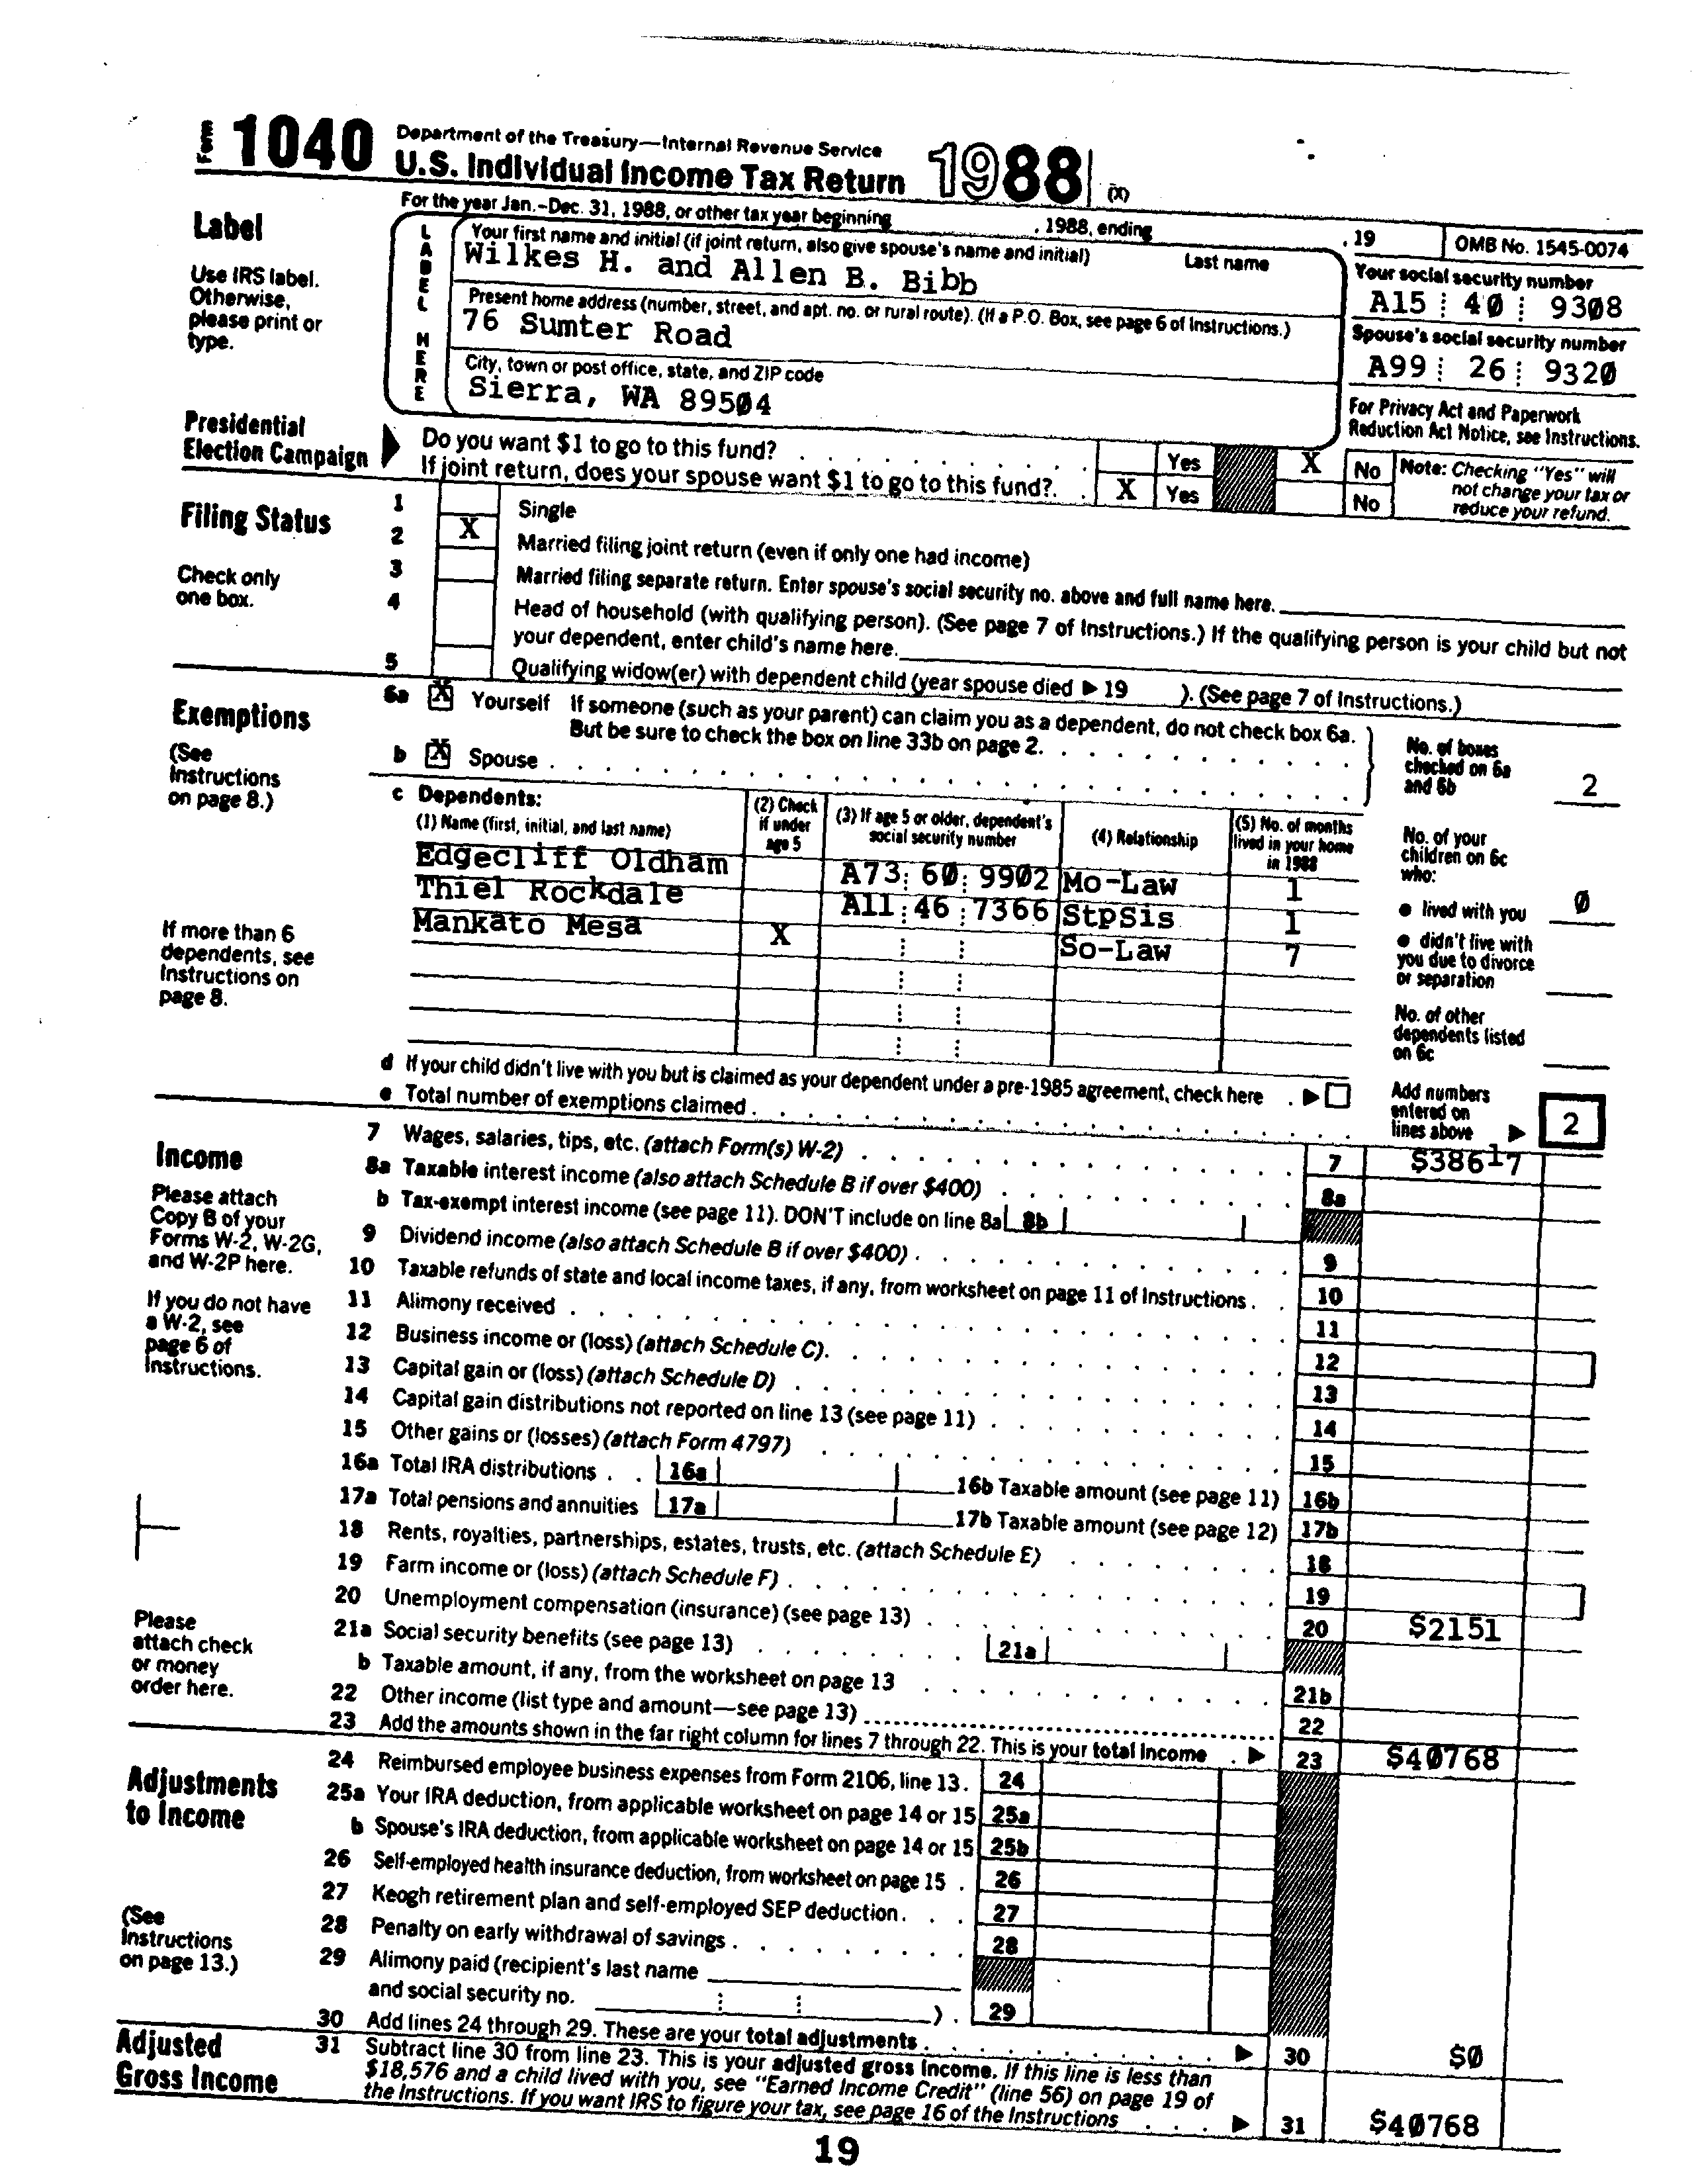 Form 1040 Department of the Treasury—Internal Revenue Service
U.S. Individual Income Tax Return 1988 (X)
For the year Jan.–Dec. 31, 1988, or other tax year beginning , 1988, ending , 19 OMB No. 1545-0074
Label
Use IRS label.
Otherwise,
please print or
type.
LABEL HERE
Your first name and initial (if joint return, also give spouse's name and initial) Last name
Wilkes H. and Allen B. Bibb
Your social security number
A15 40 9308
Present home address (number, street, and apt. no. or rural route). (If a P.O. Box, see page 6 of Instructions.)
76 Sumter Road
Spouse's social security number
A99 26 9320
City, town or post office, state, and ZIP code
Sierra, WA 89504
For Privacy Act and Paperwork
Reduction Act Notice, see Instructions.
Presidential
Election Campaign
Do you want $1 to go to this fund? . . . . . . . . . . Yes X No
If joint return, does your spouse want $1 to go to this fund?. . X Yes No
Note: Checking "Yes" will
not change your tax or
reduce your refund.
Filing Status
Check only
one box.
1 Single
2 X Married filing joint return (even if only one had income)
3 Married filing separate return. Enter spouse's social security no. above and full name here.
4 Head of household (with qualifying person). (See page 7 of Instructions.) If the qualifying person is your child but not
your dependent, enter child's name here.
5 Qualifying widow(er) with dependent child (year spouse died ▶ 19 ). (See page 7 of Instructions.)
Exemptions
(See
Instructions
on page 8.)
6a X Yourself If someone (such as your parent) can claim you as a dependent, do not check box 6a.
But be sure to check the box on line 33b on page 2. . . . . . . . . . .
b X Spouse . . . . . . . . . . . . . . . . . . . . . .
No. of boxes
checked on 6a
and 6b 2
c Dependents:
(1) Name (first, initial, and last name)
(2) Check
if under
age 5
(3) If age 5 or older, dependent's
social security number
(4) Relationship
(5) No. of months
lived in your home
in 1988
Edgecliff Oldham A73 60 9902 Mo-Law 1
Thiel Rockdale A11 46 7366 StpSis 1
Mankato Mesa X So-Law 7
If more than 6
dependents, see
Instructions on
page 8.
No. of your
children on 6c
who:
● lived with you 0
● didn't live with
you due to divorce
or separation
No. of other
dependents listed
on 6c
d If your child didn't live with you but is claimed as your dependent under a pre-1985 agreement, check here . ▶
e Total number of exemptions claimed . . . . . . . . . . . . . . . . . .
Add numbers
entered on
lines above ▶ 2
Income
Please attach
Copy B of your
Forms W-2, W-2G,
and W-2P here.
If you do not have
a W-2, see
page 6 of
Instructions.
Please
attach check
or money
order here.
7 Wages, salaries, tips, etc. (attach Form(s) W-2) . . . . . . . . . . . . 7 $38617
8a Taxable interest income (also attach Schedule B if over $400) . . . . . . . . . 8a
b Tax-exempt interest income (see page 11). DON'T include on line 8a 8b
9 Dividend income (also attach Schedule B if over $400) . . . . . . . . . . . 9
10 Taxable refunds of state and local income taxes, if any, from worksheet on page 11 of Instructions . . 10
11 Alimony received . . . . . . . . . . . . . . . . . . . 11
12 Business income or (loss) (attach Schedule C). . . . . . . . . . . . . 12
13 Capital gain or (loss) (attach Schedule D) . . . . . . . . . . . . . . 13
14 Capital gain distributions not reported on line 13 (see page 11) . . . . . . . . . 14
15 Other gains or (losses) (attach Form 4797) . . . . . . . . . . . . . . 15
16a Total IRA distributions . . 16a 16b Taxable amount (see page 11) 16b
17a Total pensions and annuities 17a 17b Taxable amount (see page 12) 17b
18 Rents, royalties, partnerships, estates, trusts, etc. (attach Schedule E) . . . . . . . 18
19 Farm income or (loss) (attach Schedule F) . . . . . . . . . . . . . . 19
20 Unemployment compensation (insurance) (see page 13) . . . . . . . . . . . 20 $2151
21a Social security benefits (see page 13) . . . . . . . . 21a
b Taxable amount, if any, from the worksheet on page 13 . . . . . . . . . . . 21b
22 Other income (list type and amount—see page 13) 22
23 Add the amounts shown in the far right column for lines 7 through 22. This is your total income . ▶ 23 $40768
Adjustments
to Income
(See
Instructions
on page 13.)
24 Reimbursed employee business expenses from Form 2106, line 13. 24
25a Your IRA deduction, from applicable worksheet on page 14 or 15 25a
b Spouse's IRA deduction, from applicable worksheet on page 14 or 15 25b
26 Self-employed health insurance deduction, from worksheet on page 15 . 26
27 Keogh retirement plan and self-employed SEP deduction. . . 27
28 Penalty on early withdrawal of savings . . . . . . . . 28
29 Alimony paid (recipient's last name
and social security no. ) . 29
30 Add lines 24 through 29. These are your total adjustments . . . . . . . . . . ▶ 30 $0
Adjusted
Gross Income
31 Subtract line 30 from line 23. This is your adjusted gross income. If this line is less than
$18,576 and a child lived with you, see "Earned Income Credit" (line 56) on page 19 of
the Instructions. If you want IRS to figure your tax, see page 16 of the Instructions . . . ▶ 31 $40768
19